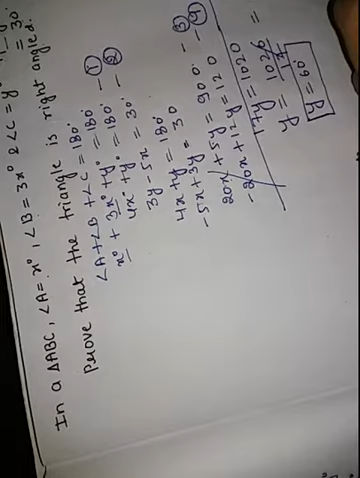 In a ΔABC, ∠A = x°, ∠B = 3x° & ∠C = y°
= 30.
Prove that the triangle is right angled.
∠A + ∠B + ∠C = 180°
x° + 3x° + y° = 180° — ①
4x + y° = 180° — ②
3y - 5x = 30°
4x + y = 180°
-5x + 3y = 30
20x + 5y = 900 — ③
-20x + 12y = 120 — ④
17y = 1020
y = 1020/17 =
y = 60°